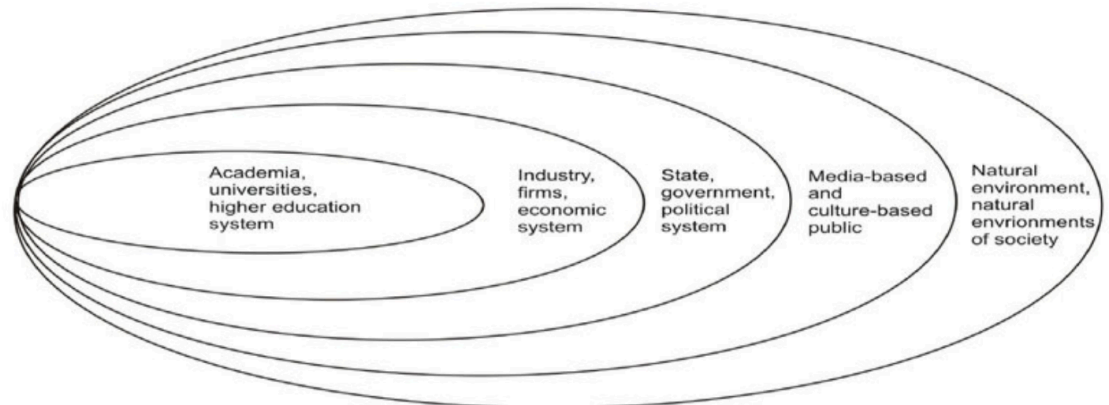 Academia,
universities,
higher education
system
Industry,
firms,
economic
system
State,
government,
political
system
Media-based
and
culture-based
public
Natural
environment,
natural
envrionments
of society